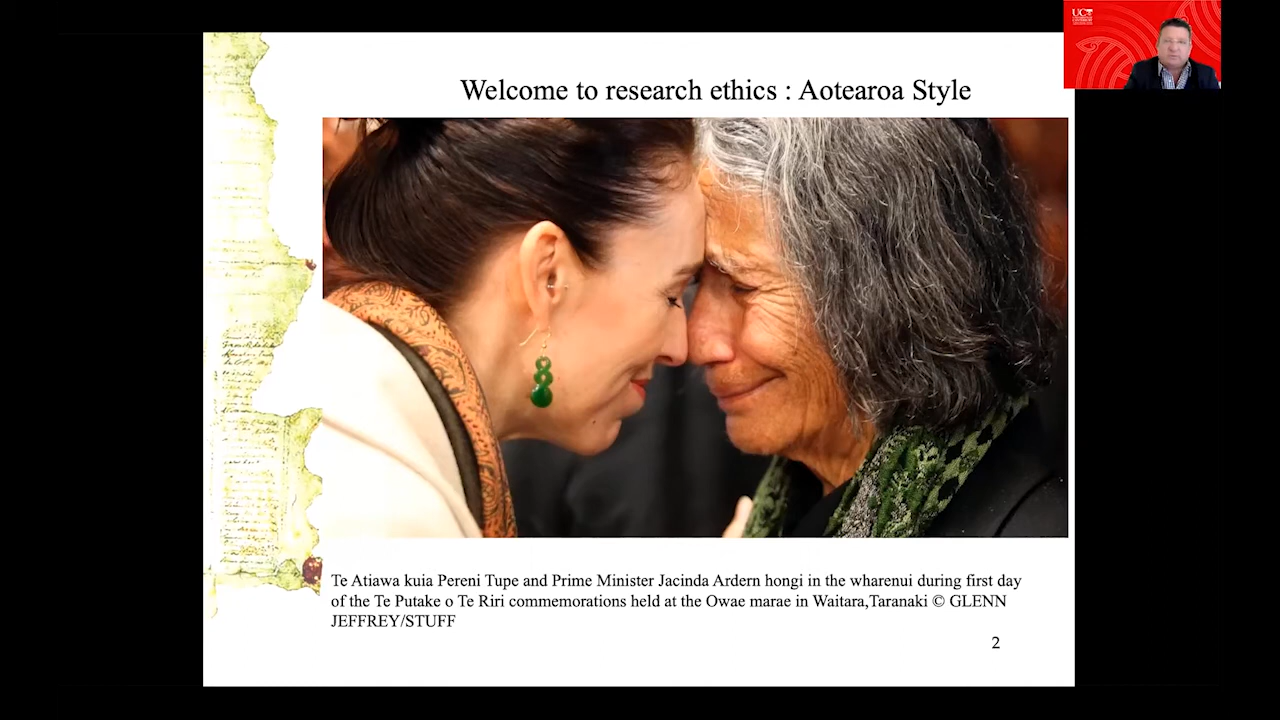 UC
Welcome to research ethics : Aotearoa Style
Te Atiawa kuia Pereni Tupe and Prime Minister Jacinda Ardern hongi in the wharenui during first day
of the Te Putake o Te Riri commemorations held at the Owae marae in Waitara,Taranaki © GLENN
JEFFREY/STUFF
2